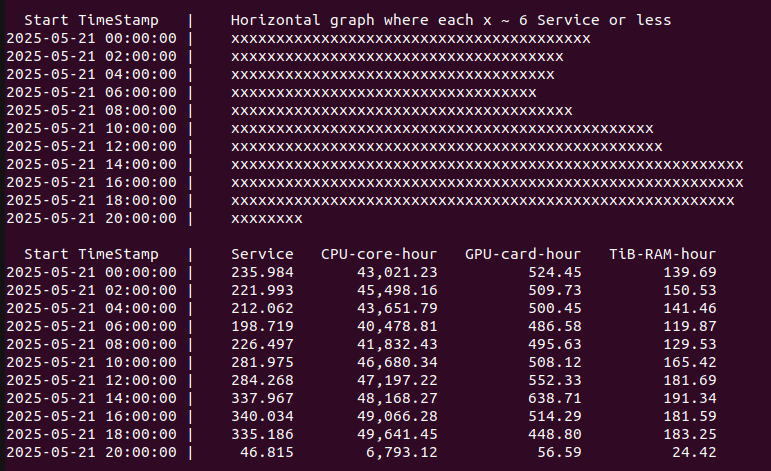 Start TimeStamp   |    Horizontal graph where each x ~ 6 Service or less
2025-05-21 00:00:00 |    xxxxxxxxxxxxxxxxxxxxxxxxxxxxxxxxxxxxxxxx
2025-05-21 02:00:00 |    xxxxxxxxxxxxxxxxxxxxxxxxxxxxxxxxxxxxx
2025-05-21 04:00:00 |    xxxxxxxxxxxxxxxxxxxxxxxxxxxxxxxxxxxx
2025-05-21 06:00:00 |    xxxxxxxxxxxxxxxxxxxxxxxxxxxxxxxxxx
2025-05-21 08:00:00 |    xxxxxxxxxxxxxxxxxxxxxxxxxxxxxxxxxxxxxx
2025-05-21 10:00:00 |    xxxxxxxxxxxxxxxxxxxxxxxxxxxxxxxxxxxxxxxxxxxxxxx
2025-05-21 12:00:00 |    xxxxxxxxxxxxxxxxxxxxxxxxxxxxxxxxxxxxxxxxxxxxxxxx
2025-05-21 14:00:00 |    xxxxxxxxxxxxxxxxxxxxxxxxxxxxxxxxxxxxxxxxxxxxxxxxxxxxxxxxx
2025-05-21 16:00:00 |    xxxxxxxxxxxxxxxxxxxxxxxxxxxxxxxxxxxxxxxxxxxxxxxxxxxxxxxxx
2025-05-21 18:00:00 |    xxxxxxxxxxxxxxxxxxxxxxxxxxxxxxxxxxxxxxxxxxxxxxxxxxxxxxxx
2025-05-21 20:00:00 |    xxxxxxxx
Start TimeStamp   |    Service   CPU-core-hour   GPU-card-hour   TiB-RAM-hour
2025-05-21 00:00:00 |    235.984       43,021.23          524.45         139.69
2025-05-21 02:00:00 |    221.993       45,498.16          509.73         150.53
2025-05-21 04:00:00 |    212.062       43,651.79          500.45         141.46
2025-05-21 06:00:00 |    198.719       40,478.81          486.58         119.87
2025-05-21 08:00:00 |    226.497       41,832.43          495.63         129.53
2025-05-21 10:00:00 |    281.975       46,680.34          508.12         165.42
2025-05-21 12:00:00 |    284.268       47,197.22          552.33         181.69
2025-05-21 14:00:00 |    337.967       48,168.27          638.71         191.34
2025-05-21 16:00:00 |    340.034       49,066.28          514.29         181.59
2025-05-21 18:00:00 |    335.186       49,641.45          448.80         183.25
2025-05-21 20:00:00 |     46.815        6,793.12           56.59          24.42